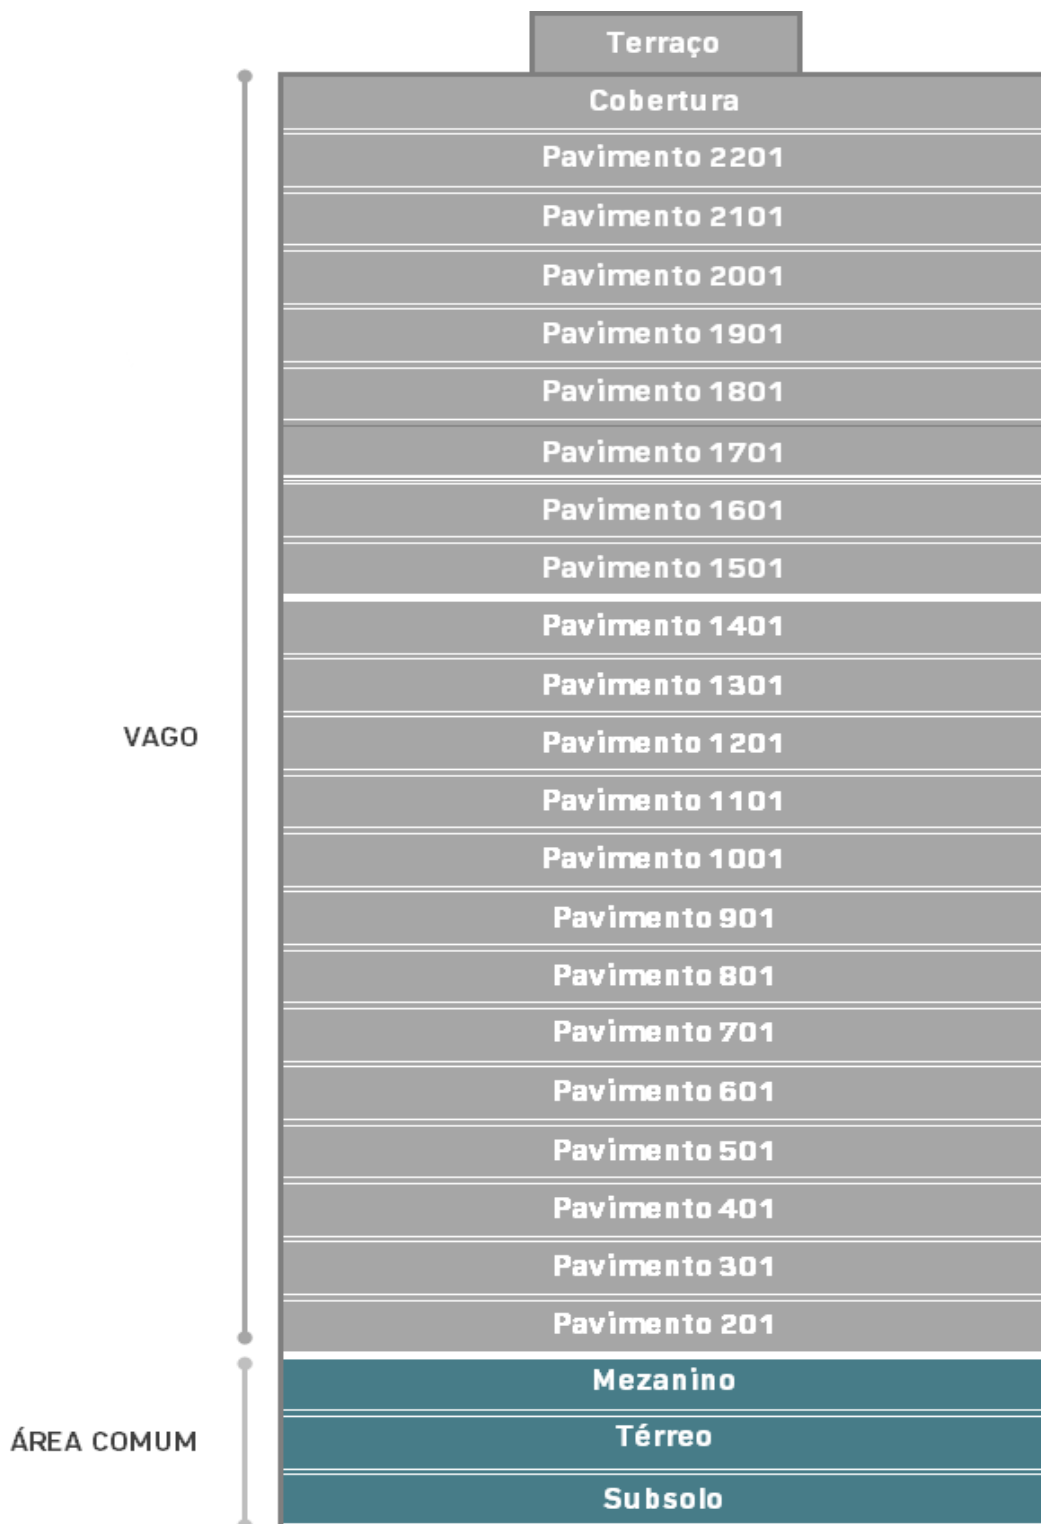 Terraço
Cobertura
Pavimento 2201
Pavimento 2101
Pavimento 2001
Pavimento 1901
Pavimento 1801
Pavimento 1701
Pavimento 1601
Pavimento 1501
Pavimento 1401
Pavimento 1301
VAGO
Pavimento 1201
Pavimento 1101
Pavimento 1001
Pavimento 901
Pavimento 801
Pavimento 701
Pavimento 601
Pavimento 501
Pavimento 401
Pavimento 301
Pavimento 201
Mezanino
ÁREA COMUM
Térreo
Subsolo